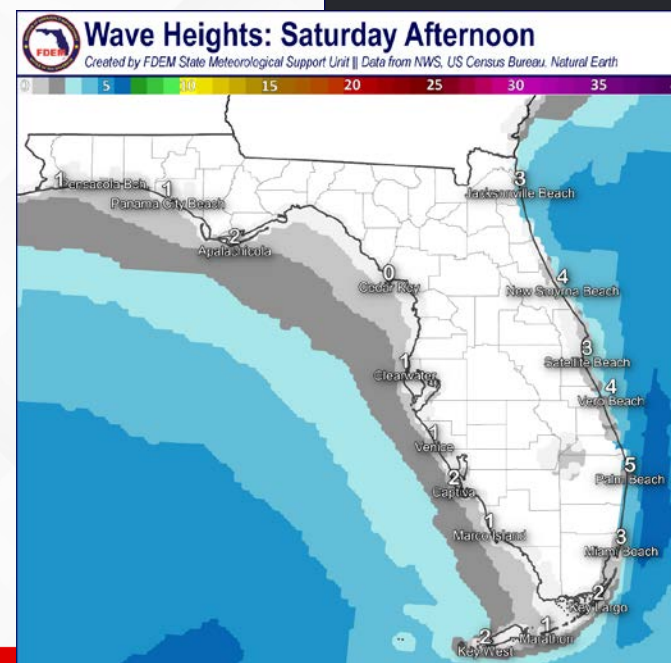 FDEM
Wave Heights: Saturday Afternoon
Created by FDEM State Meteorological Support Unit || Data from NWS, US Census Bureau, Natural Earth
0 5 10 15 20 25 30 35
1
Pensacola Bch
1
Panama City Beach
2
Apalachicola
3
Jacksonville Beach
0
Cedar Key
4
New Smyrna Beach
3
Satellite Beach
1
Clearwater
4
Vero Beach
1
Venice
5
Palm Beach
2
Captiva
1
Marco Island
3
Miami Beach
2
Key Largo
1
Marathon
2
Key West